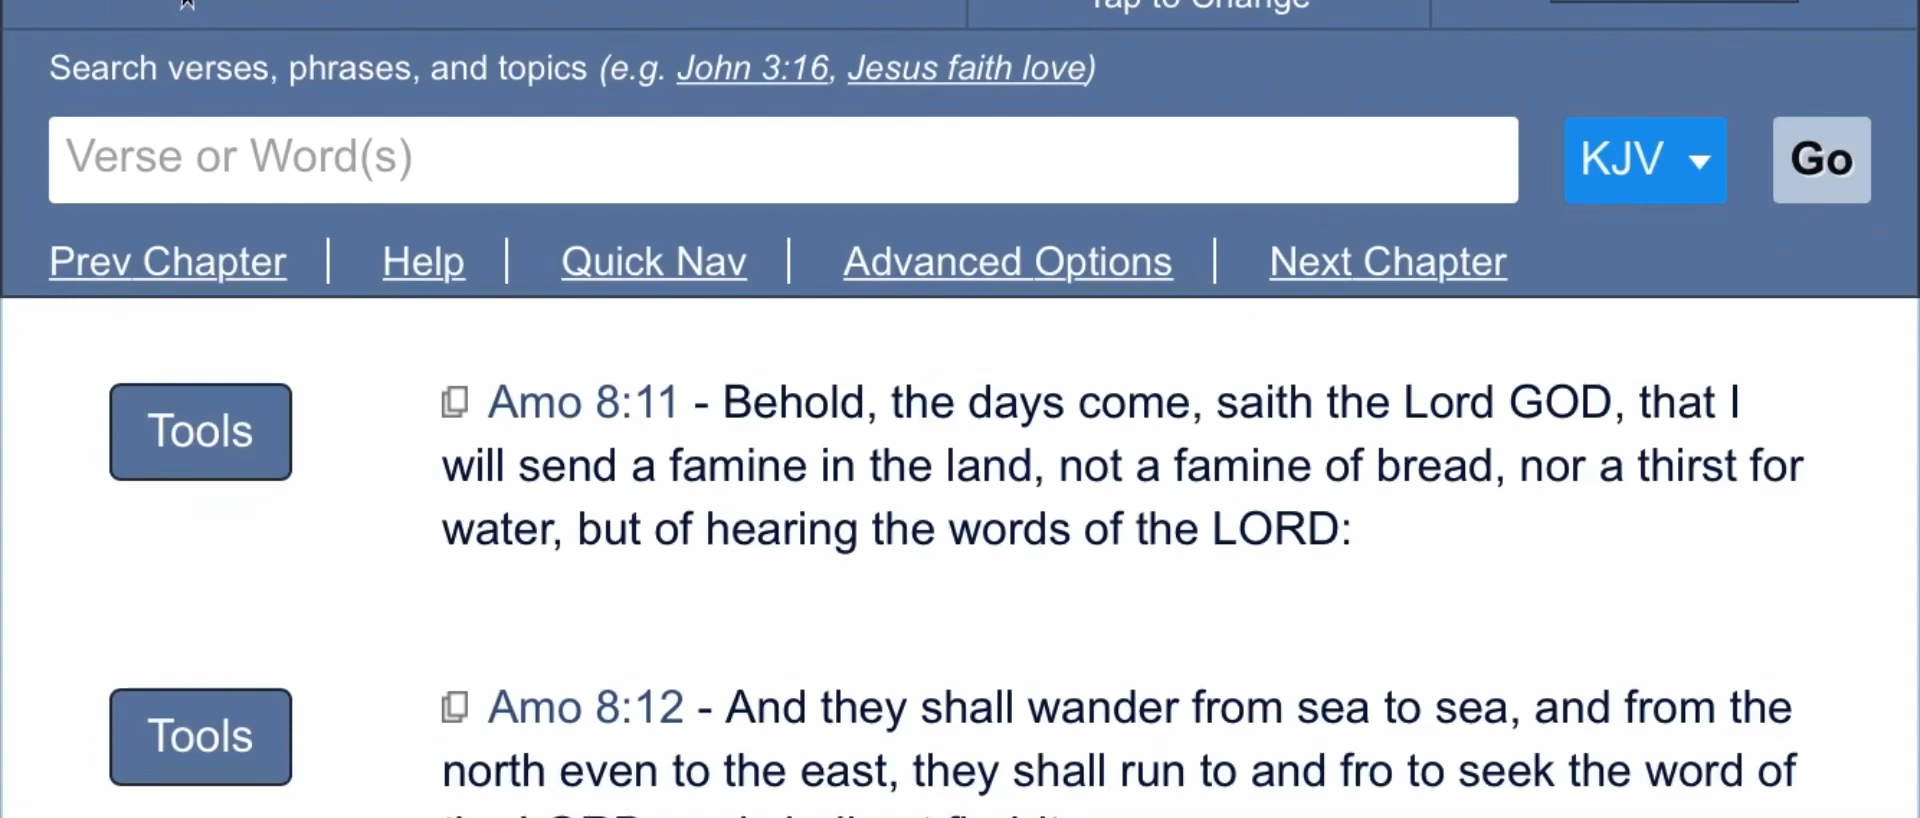 Tap to Change
Search verses, phrases, and topics (e.g. John 3:16, Jesus faith love)
Verse or Word(s)
KJV
Go
Prev Chapter
Help
Quick Nav
Advanced Options
Next Chapter
Tools
Amo 8:11 - Behold, the days come, saith the Lord GOD, that I
will send a famine in the land, not a famine of bread, nor a thirst for
water, but of hearing the words of the LORD:
Tools
Amo 8:12 - And they shall wander from sea to sea, and from the
north even to the east, they shall run to and fro to seek the word of